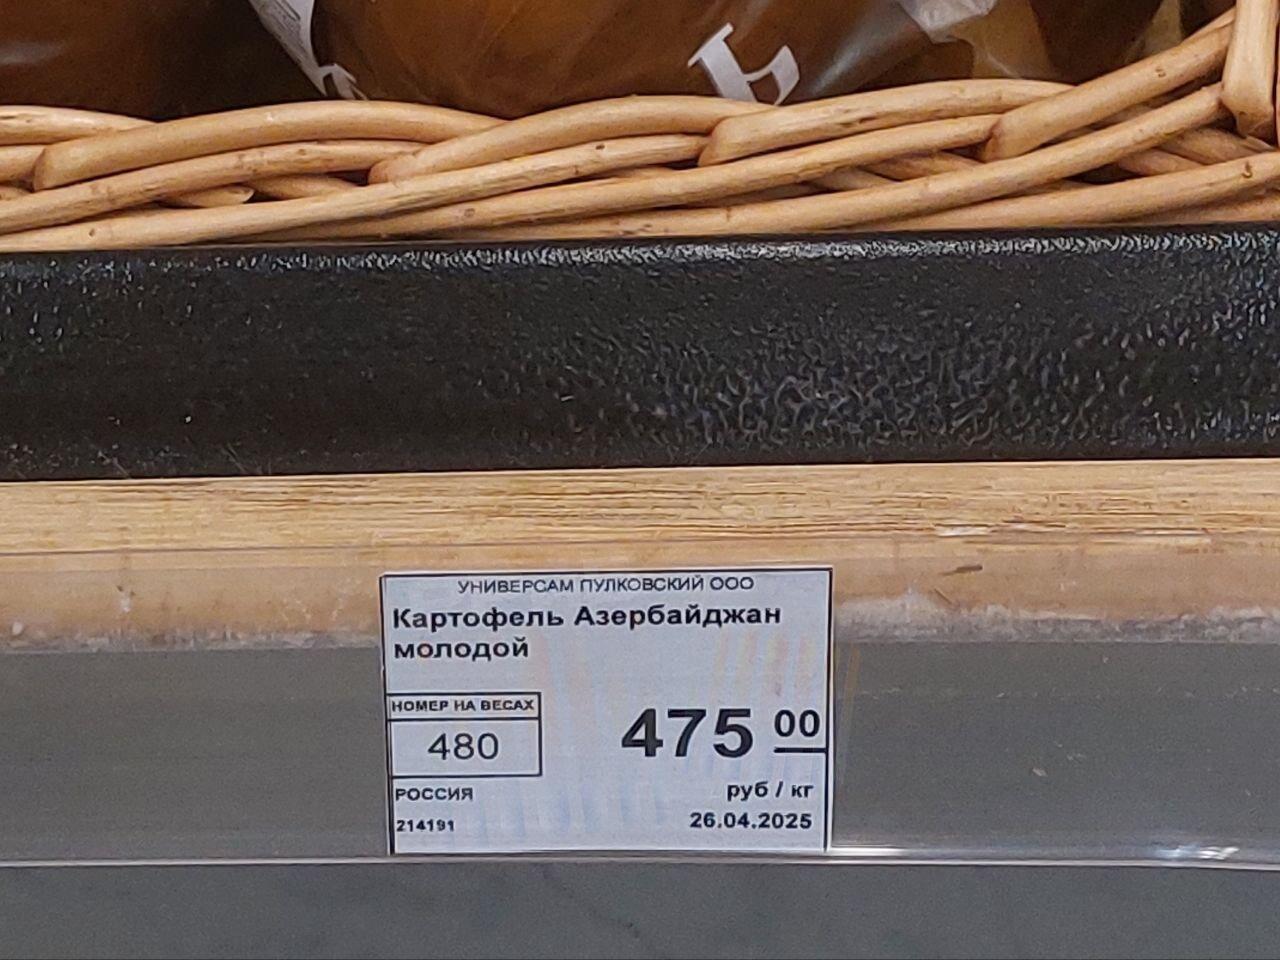 УНИВЕРСАМ ПУЛКОВСКИЙ ООО
Картофель Азербайджан
молодой
НОМЕР НА ВЕСАХ
480
475 00
руб / кг
РОССИЯ
214191
26.04.2025